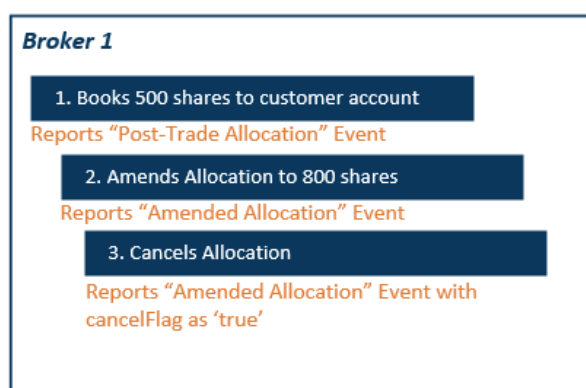 Broker 1
1. Books 500 shares to customer account
Reports “Post-Trade Allocation” Event
2. Amends Allocation to 800 shares
Reports “Amended Allocation” Event
3. Cancels Allocation
Reports “Amended Allocation” Event with
cancelFlag as ‘true’